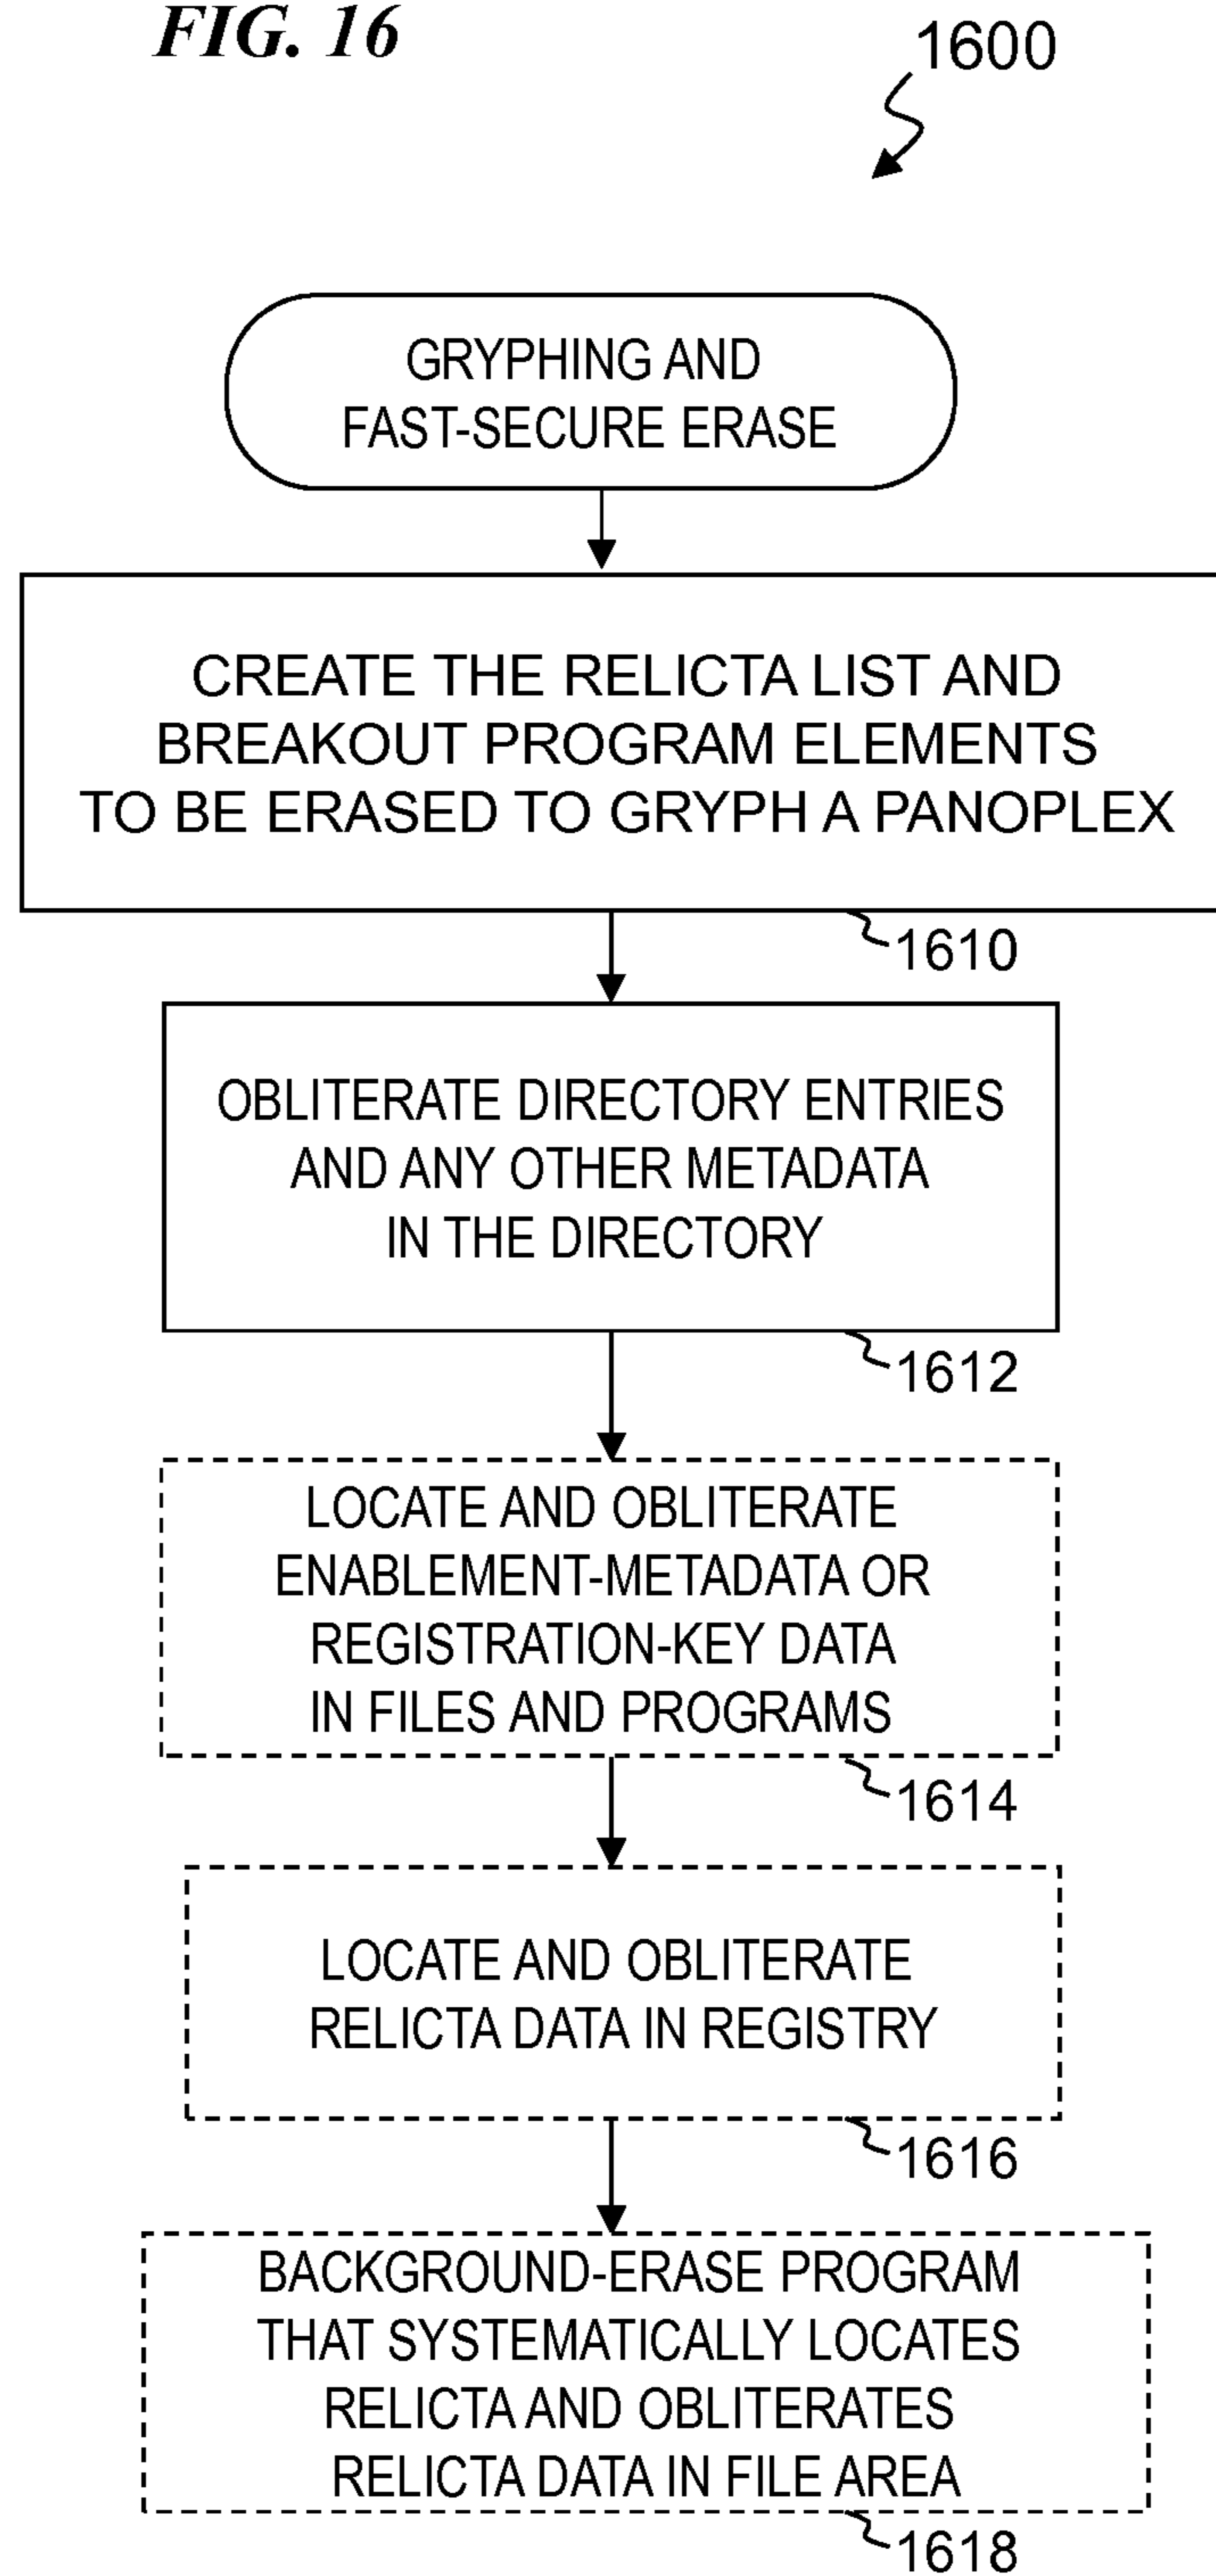 FIG. 16
1600
GRYPHING AND
FAST-SECURE ERASE
CREATE THE RELICTA LIST AND
BREAKOUT PROGRAM ELEMENTS
TO BE ERASED TO GRYPH A PANOPLEX
1610
OBLITERATE DIRECTORY ENTRIES
AND ANY OTHER METADATA
IN THE DIRECTORY
1612
LOCATE AND OBLITERATE
ENABLEMENT-METADATA OR
REGISTRATION-KEY DATA
IN FILES AND PROGRAMS
1614
LOCATE AND OBLITERATE
RELICTA DATA IN REGISTRY
1616
BACKGROUND-ERASE PROGRAM
THAT SYSTEMATICALLY LOCATES
RELICTA AND OBLITERATES
RELICTA DATA IN FILE AREA
1618